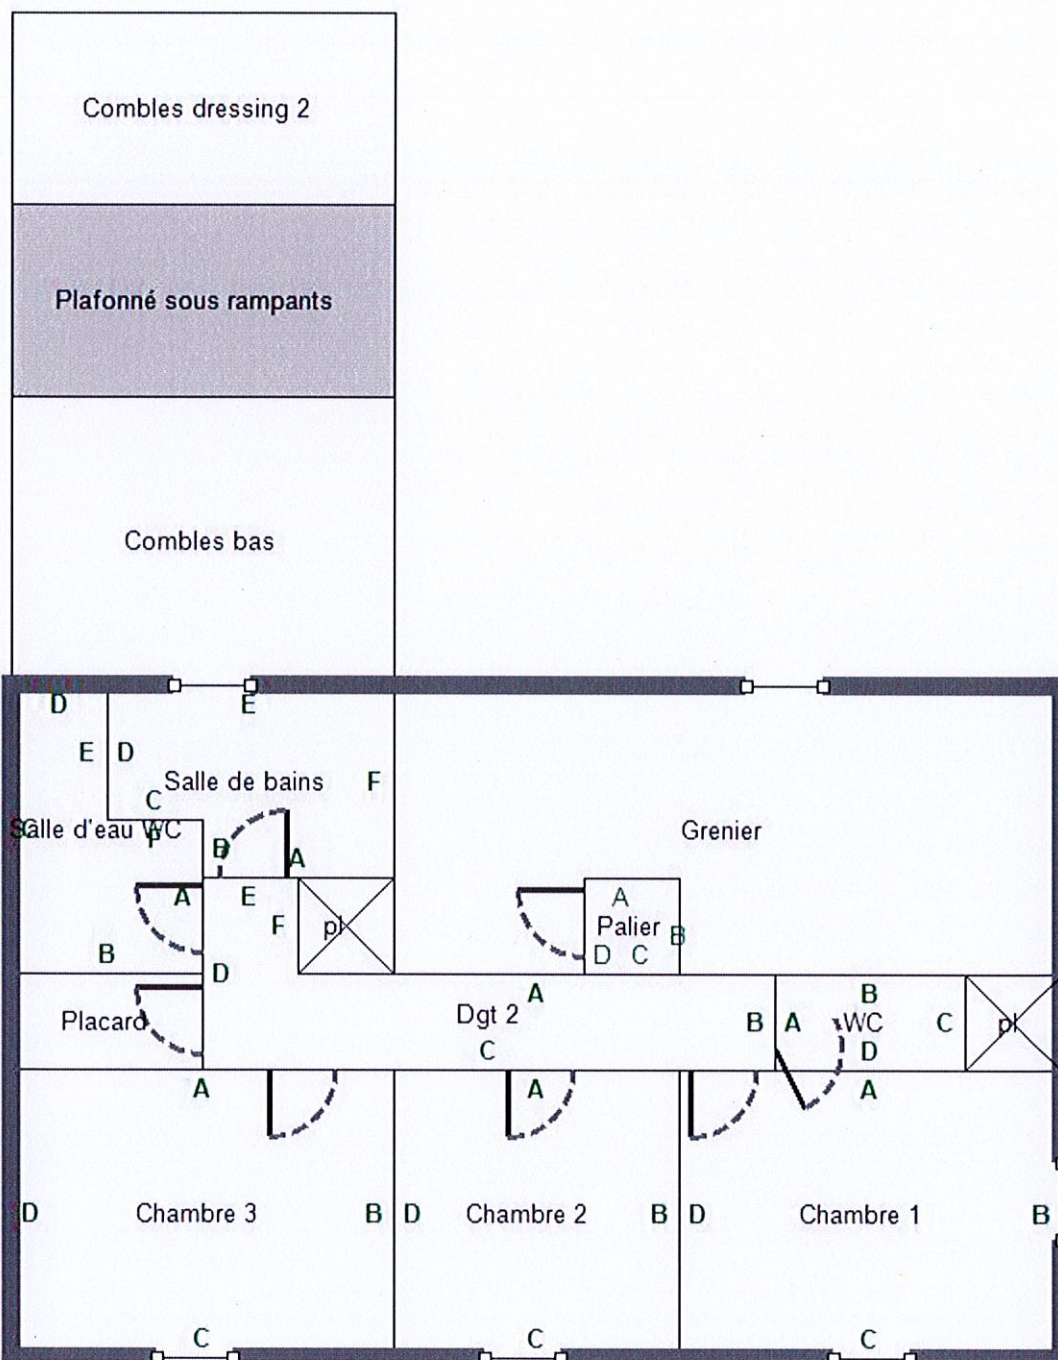 Combles dressing 2
Plafonné sous rampants
Combles bas
D E
E D
Salle de bains F
C
Salle d'eau WC
C F
Grenier
B A
A E
A
F pl
Palier B
B
D C
D
A B
Placard
Dgt 2
B A WC C pl
C D
A A A
D Chambre 3 B D Chambre 2 B D Chambre 1 B
C C C